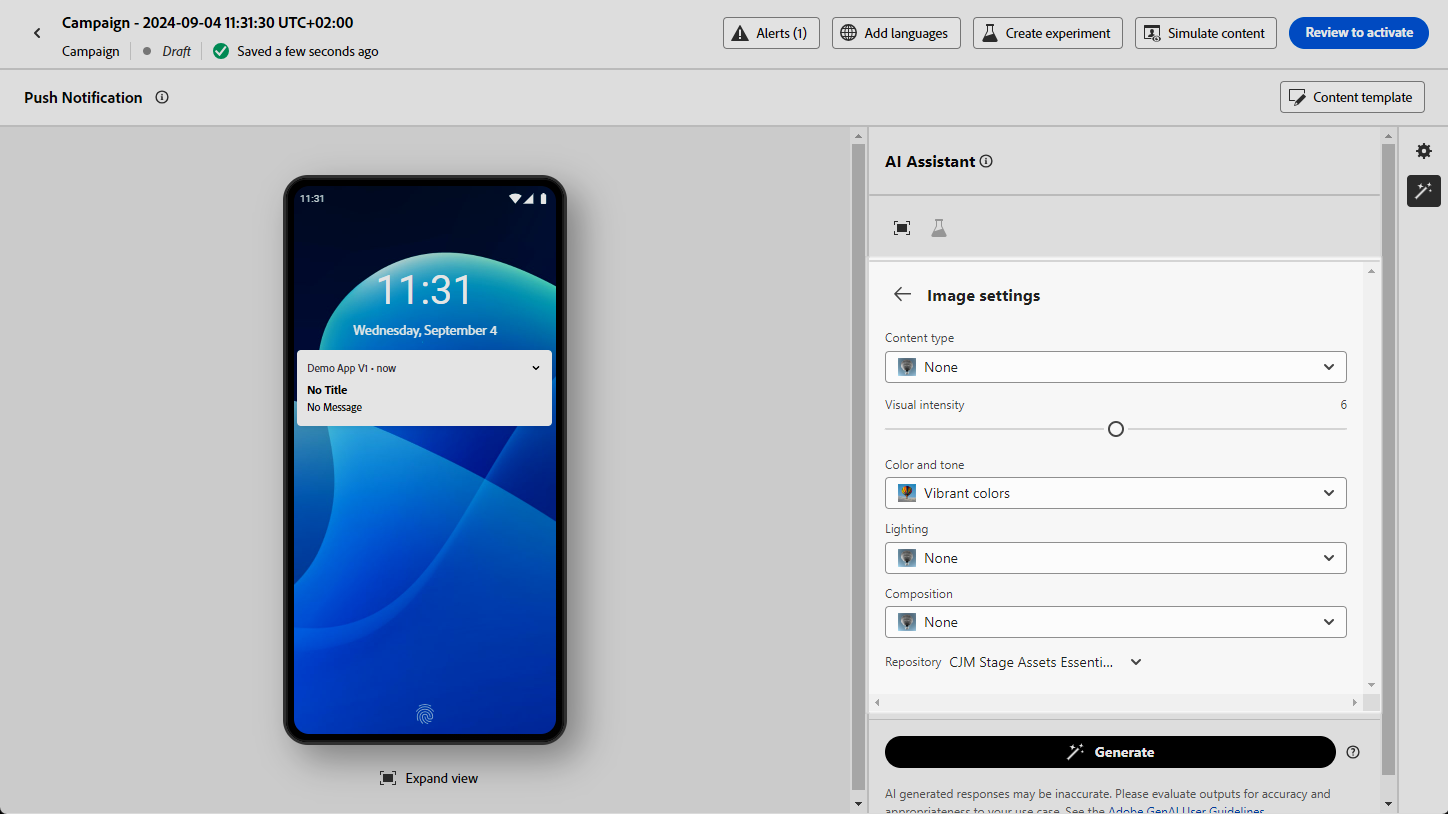 Campaign - 2024-09-04 11:31:30 UTC+02:00
Campaign
Draft
Saved a few seconds ago
Alerts (1)
Add languages
Create experiment
Simulate content
Review to activate
Push Notification
Content template
11:31
11:31
Wednesday, September 4
Demo App V1 • now
No Title
No Message
Expand view
AI Assistant
Image settings
Content type
None
Visual intensity
6
Color and tone
Vibrant colors
Lighting
None
Composition
None
Repository CJM Stage Assets Essenti...
Generate
AI generated responses may be inaccurate. Please evaluate outputs for accuracy and
appropriateness to your use case. See the Adobe GenAI User Guidelines